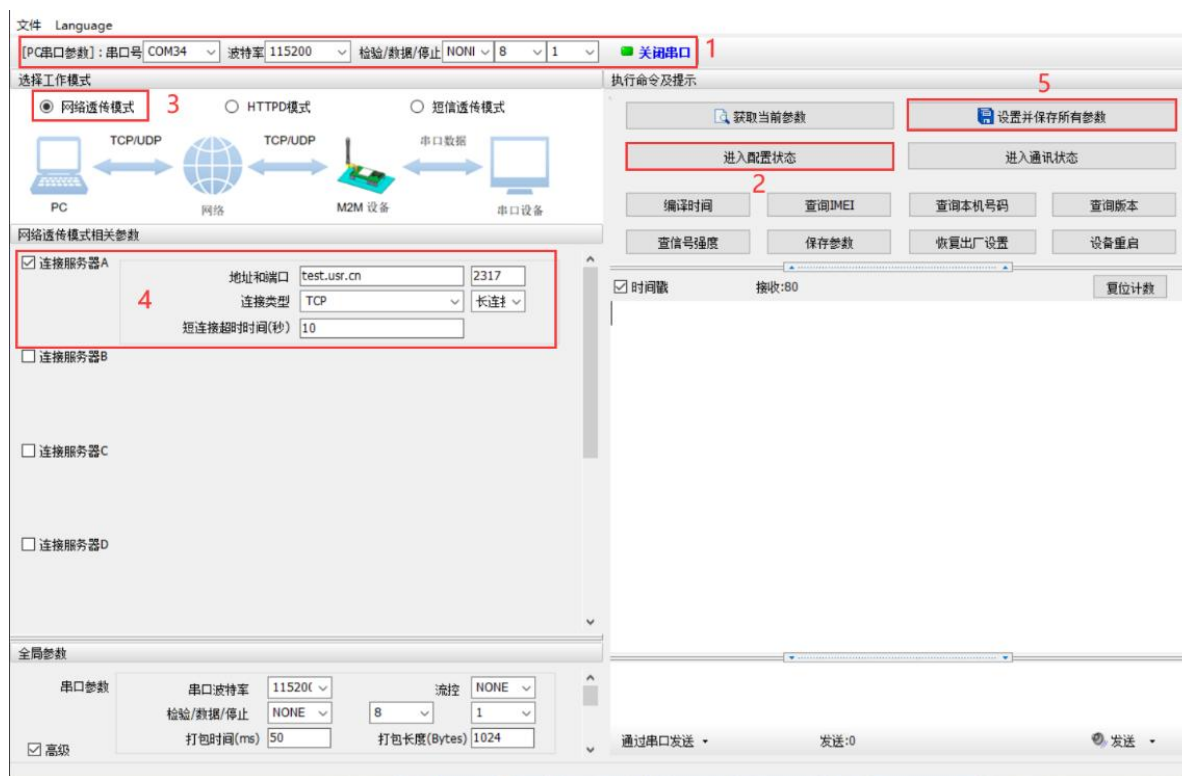 文件 Language
[PC串口参数]：串口号 COM34 波特率 115200 检验/数据/停止 NONI 8 1 关闭串口 1
选择工作模式
网络透传模式 3 HTTPD模式 短信透传模式
TCP/UDP TCP/UDP 串口数据
PC 网络 M2M 设备 串口设备
网络透传模式相关参数
连接服务器A
地址和端口 test.usr.cn 2317
4 连接类型 TCP 长连接
短连接超时时间(秒) 10
连接服务器B
连接服务器C
连接服务器D
全局参数
串口参数 串口波特率 11520( 流控 NONE
检验/数据/停止 NONE 8 1
打包时间(ms) 50 打包长度(Bytes) 1024
高级
执行命令及提示 5
获取当前参数 设置并保存所有参数
进入配置状态 进入通讯状态
2
编译时间 查询IMEI 查询本机号码 查询版本
查信号强度 保存参数 恢复出厂设置 设备重启
时间戳 接收:80 复位计数
通过串口发送 发送:0 发送